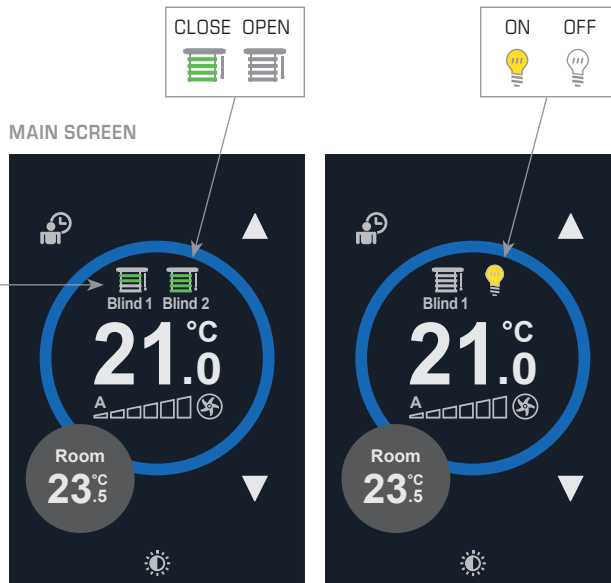 CLOSE OPEN
ON OFF
MAIN SCREEN
Blind 1 Blind 2
21.0 °C
A
Room
23.5 °C
Blind 1
21.0 °C
A
Room
23.5 °C